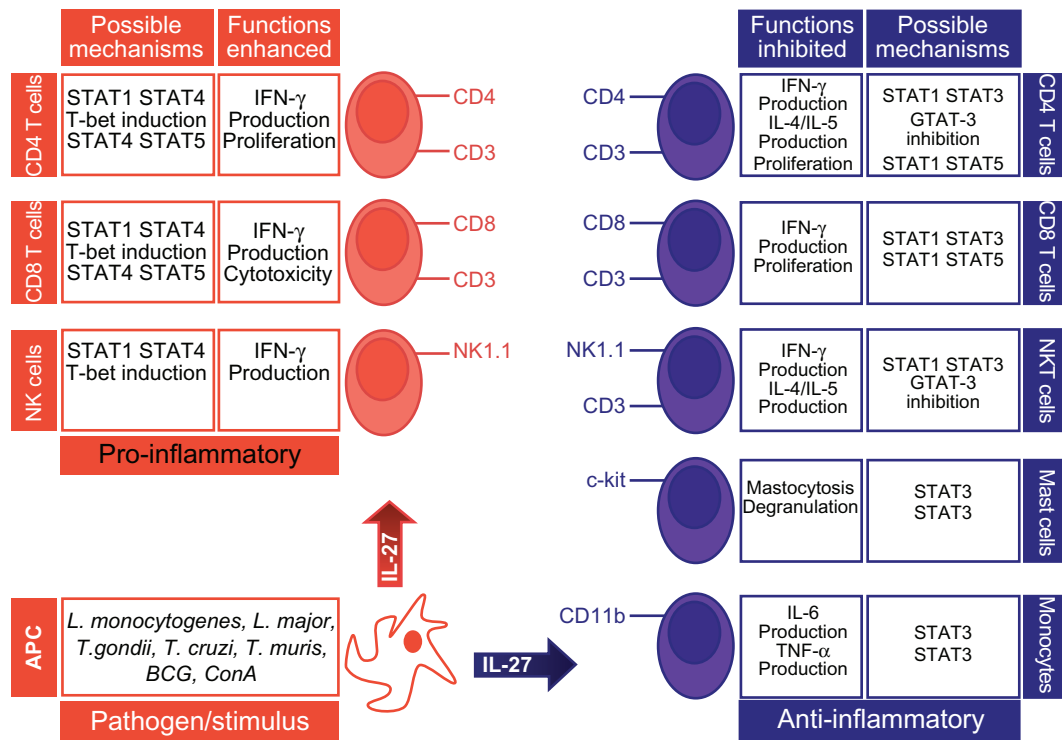 Possible
mechanisms
Functions
enhanced
CD4 T cells
STAT1 STAT4
T-bet induction
STAT4 STAT5
IFN-γ
Production
Proliferation
CD4
CD3
CD8 T cells
STAT1 STAT4
T-bet induction
STAT4 STAT5
IFN-γ
Production
Cytotoxicity
CD8
CD3
NK cells
STAT1 STAT4
T-bet induction
IFN-γ
Production
NK1.1
Pro-inflammatory
IL-27
APC
L. monocytogenes, L. major,
T.gondii, T. cruzi, T. muris,
BCG, ConA
Pathogen/stimulus
IL-27
Functions
inhibited
Possible
mechanisms
CD4
CD3
IFN-γ
Production
IL-4/IL-5
Production
Proliferation
STAT1 STAT3
GTAT-3
inhibition
STAT1 STAT5
CD4 T cells
CD8
CD3
IFN-γ
Production
Proliferation
STAT1 STAT3
STAT1 STAT5
CD8 T cells
NK1.1
CD3
IFN-γ
Production
IL-4/IL-5
Production
STAT1 STAT3
GTAT-3
inhibition
NKT cells
c-kit
Mastocytosis
Degranulation
STAT3
STAT3
Mast cells
CD11b
IL-6
Production
TNF-α
Production
STAT3
STAT3
Monocytes
Anti-inflammatory